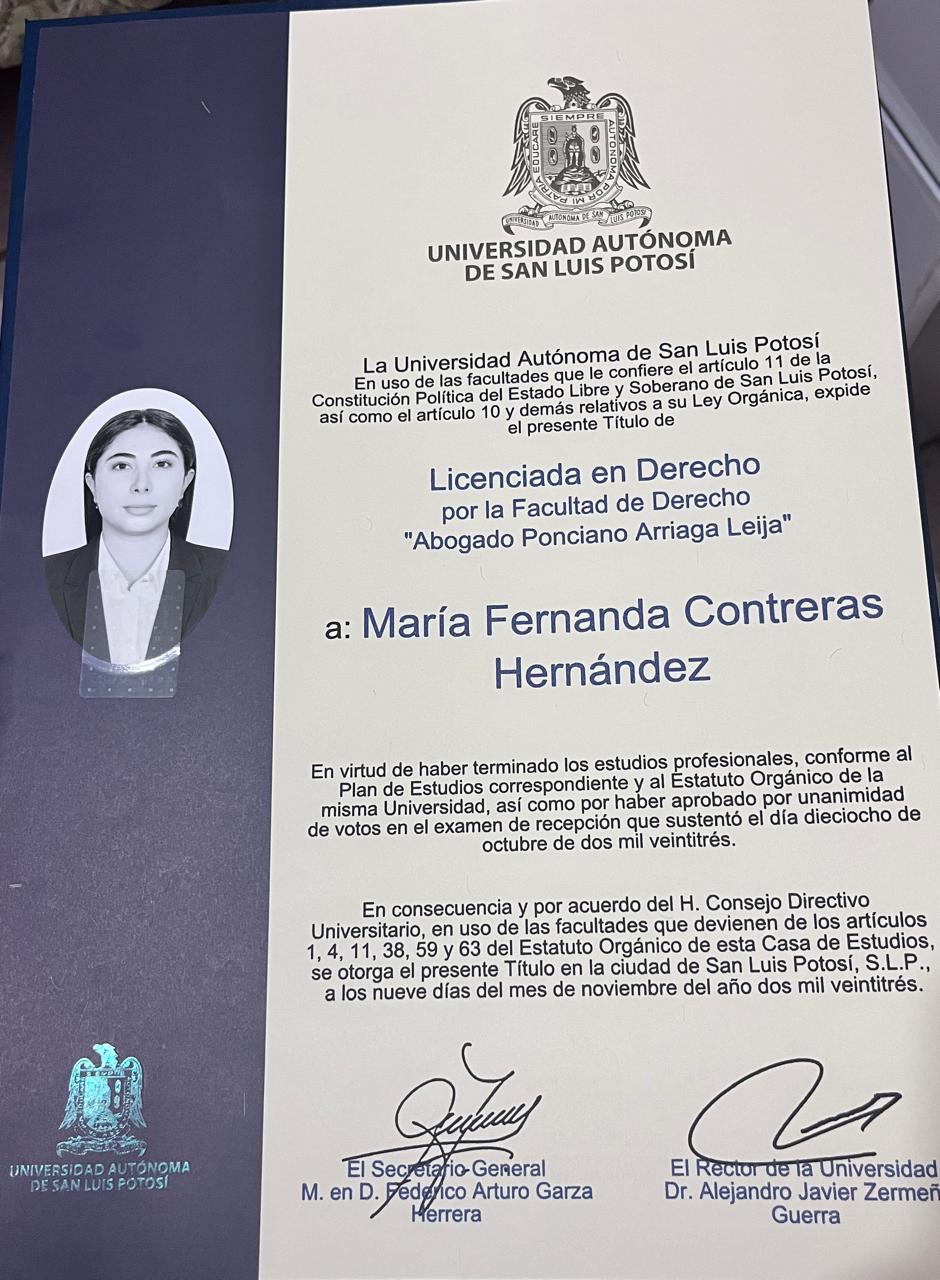 SIEMPRE
AUTONOMA
POR MI PATRIA
EDUCARE
UNIVERSIDAD AUTONOMA DE SAN LUIS POTOSI
UNIVERSIDAD AUTÓNOMA
DE SAN LUIS POTOSÍ
La Universidad Autónoma de San Luis Potosí
En uso de las facultades que le confiere el artículo 11 de la
Constitución Política del Estado Libre y Soberano de San Luis Potosí,
así como el artículo 10 y demás relativos a su Ley Orgánica, expide
el presente Título de
Licenciada en Derecho
por la Facultad de Derecho
"Abogado Ponciano Arriaga Leija"
a: María Fernanda Contreras
Hernández
En virtud de haber terminado los estudios profesionales, conforme al
Plan de Estudios correspondiente y al Estatuto Orgánico de la
misma Universidad, así como por haber aprobado por unanimidad
de votos en el examen de recepción que sustentó el día dieciocho de
octubre de dos mil veintitrés.
En consecuencia y por acuerdo del H. Consejo Directivo
Universitario, en uso de las facultades que devienen de los artículos
1, 4, 11, 38, 59 y 63 del Estatuto Orgánico de esta Casa de Estudios,
se otorga el presente Título en la ciudad de San Luis Potosí, S.L.P.,
a los nueve días del mes de noviembre del año dos mil veintitrés.
El Secretario General
M. en D. Federico Arturo Garza
Herrera
El Rector de la Universidad
Dr. Alejandro Javier Zermeñ
Guerra
UNIVERSIDAD AUTÓNOMA
DE SAN LUIS POTOSÍ